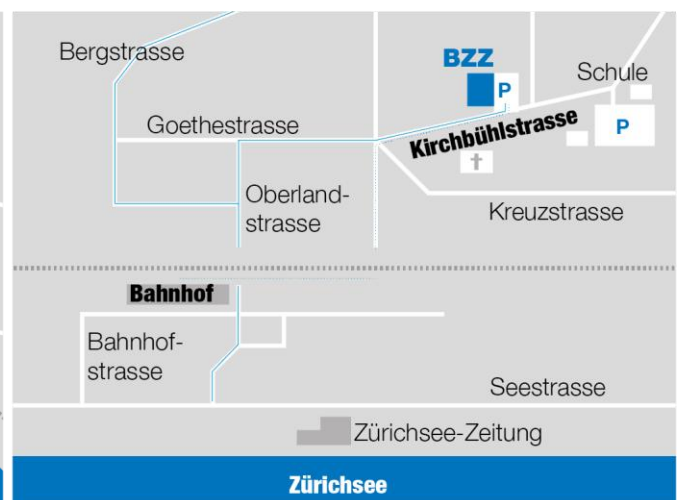 Bergstrasse
BZZ
Schule
P
Goethestrasse
Kirchbühlstrasse
P
Oberland-
strasse
Kreuzstrasse
Bahnhof
Bahnhof-
strasse
Seestrasse
Zürichsee-Zeitung
Zürichsee